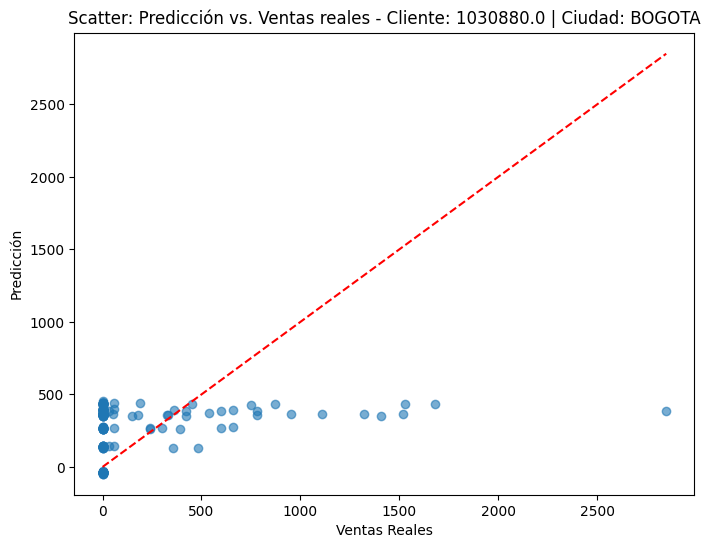 Scatter: Predicción vs. Ventas reales - Cliente: 1030880.0 | Ciudad: BOGOTA
Predicción
2500
2000
1500
1000
500
0
0 500 1000 1500 2000 2500
Ventas Reales